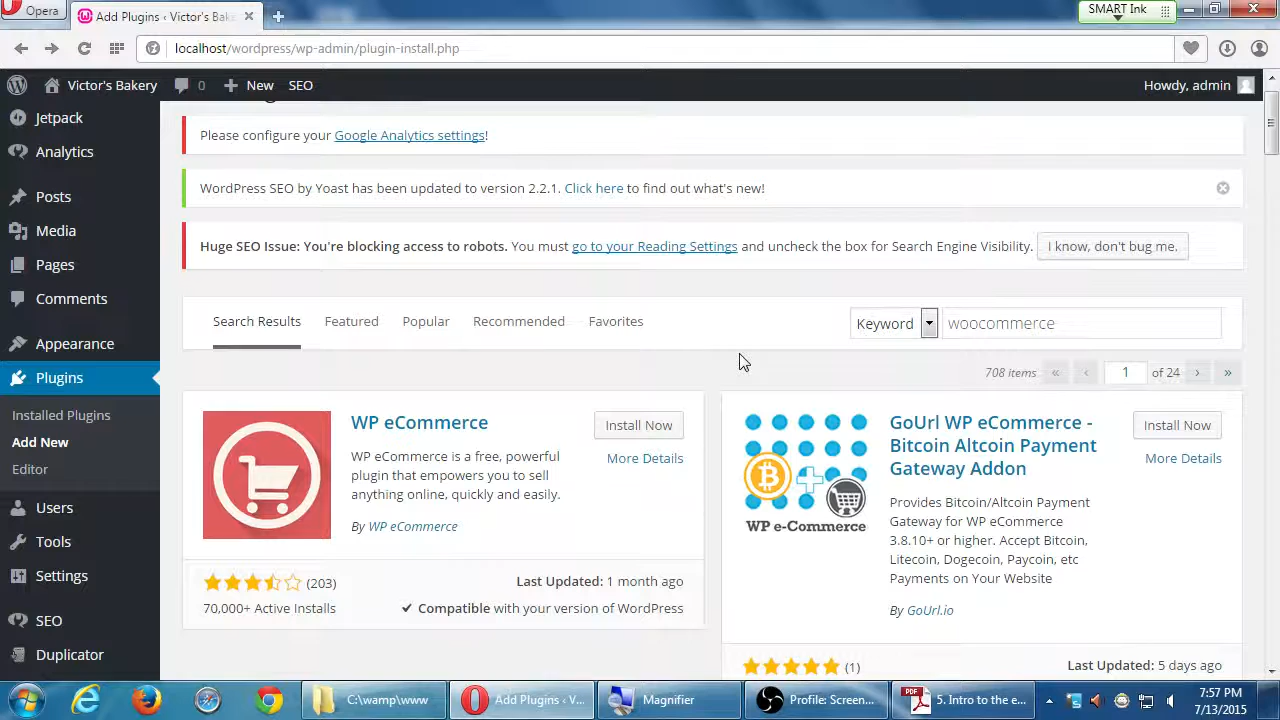 Opera
Add Plugins ‹ Victor's Bake
SMART Ink
localhost/wordpress/wp-admin/plugin-install.php
Victor's Bakery 0 New SEO
Howdy, admin
Jetpack
Analytics
Posts
Media
Pages
Comments
Appearance
Plugins
Installed Plugins
Add New
Editor
Users
Tools
Settings
SEO
Duplicator
Please configure your Google Analytics settings!
WordPress SEO by Yoast has been updated to version 2.2.1. Click here to find out what's new!
Huge SEO Issue: You're blocking access to robots. You must go to your Reading Settings and uncheck the box for Search Engine Visibility. I know, don't bug me.
Search Results Featured Popular Recommended Favorites
Keyword woocommerce
708 items « ‹ 1 of 24 › »
WP eCommerce
Install Now
More Details
WP eCommerce is a free, powerful
plugin that empowers you to sell
anything online, quickly and easily.
By WP eCommerce
(203)
Last Updated: 1 month ago
70,000+ Active Installs
Compatible with your version of WordPress
WP e-Commerce
GoUrl WP eCommerce -
Bitcoin Altcoin Payment
Gateway Addon
Install Now
More Details
Provides Bitcoin/Altcoin Payment
Gateway for WP eCommerce
3.8.10+ or higher. Accept Bitcoin,
Litecoin, Dogecoin, Paycoin, etc
Payments on Your Website
By GoUrl.io
(1)
Last Updated: 5 days ago
C:\wamp\www
Add Plugins ‹ V...
Magnifier
Profile: Screen...
PDF
5. Intro to the e...
7:57 PM
7/13/2015